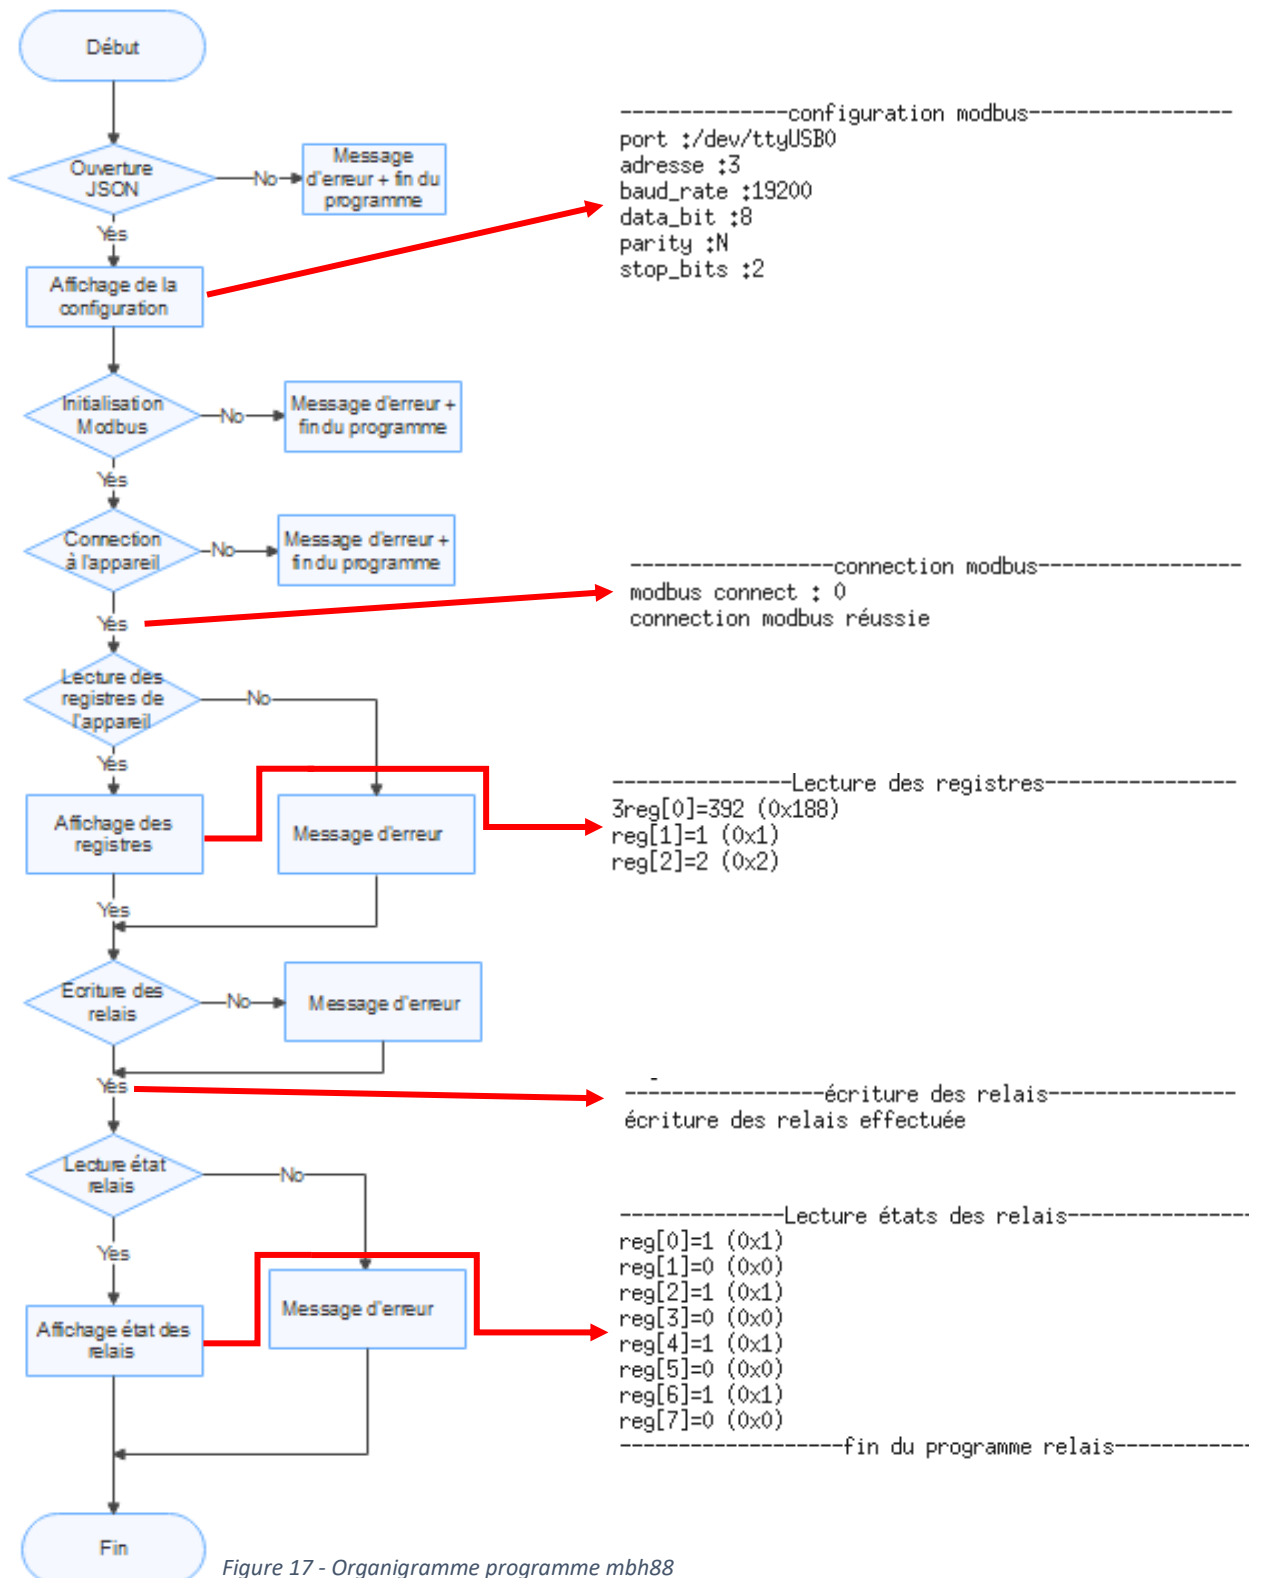 Début
Ouverture
JSON
No
Message
d'erreur + fin du
programme
Yes
Affichage de la
configuration
--------------configuration modbus-----------------
port :/dev/ttyUSB0
adresse :3
baud_rate :19200
data_bit :8
parity :N
stop_bits :2
Initialisation
Modbus
No
Message d'erreur +
fin du programme
Yes
Connection
à l'appareil
No
Message d'erreur +
fin du programme
Yes
-----------------connection modbus-----------------
modbus connect : 0
connection modbus réussie
Lecture des
registres de
l'appareil
No
Yes
Affichage des
registres
Message d'erreur
---------------Lecture des registres----------------
3reg[0]=392 (0x188)
reg[1]=1 (0x1)
reg[2]=2 (0x2)
Yes
Ecriture des
relais
No
Message d'erreur
Yes
-----------------écriture des relais----------------
écriture des relais effectuée
Lecture état
relais
No
Yes
Affichage état des
relais
Message d'erreur
--------------Lecture états des relais---------------
reg[0]=1 (0x1)
reg[1]=0 (0x0)
reg[2]=1 (0x1)
reg[3]=0 (0x0)
reg[4]=1 (0x1)
reg[5]=0 (0x0)
reg[6]=1 (0x1)
reg[7]=0 (0x0)
-------------------fin du programme relais-----------
Fin
Figure 17 - Organigramme programme mbh88